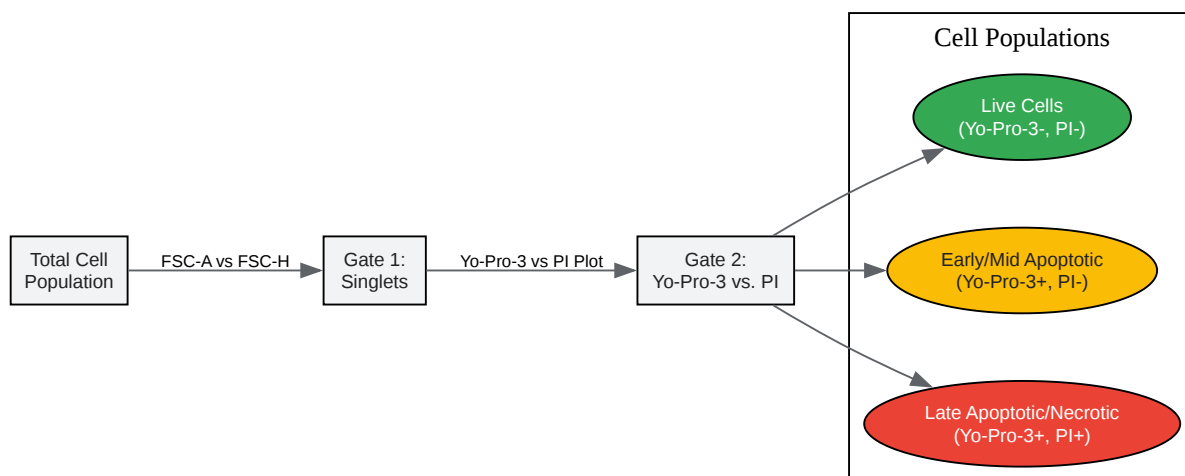 Cell Populations
Total Cell
Population
FSC-A vs FSC-H
Gate 1:
Singlets
Yo-Pro-3 vs PI Plot
Gate 2:
Yo-Pro-3 vs. PI
Live Cells
(Yo-Pro-3-, PI-)
Early/Mid Apoptotic
(Yo-Pro-3+, PI-)
Late Apoptotic/Necrotic
(Yo-Pro-3+, PI+)